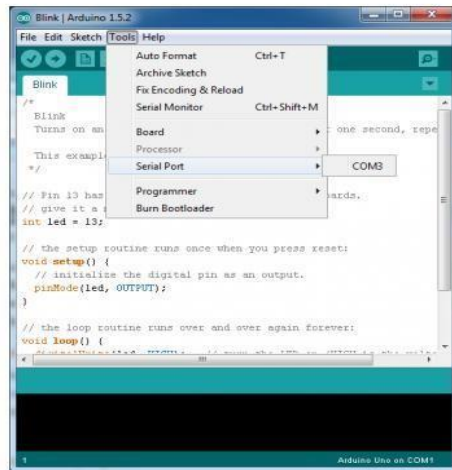 Blink | Arduino 1.5.2
File Edit Sketch Tools Help
Auto Format Ctrl+T
Archive Sketch
Fix Encoding & Reload
Serial Monitor Ctrl+Shift+M
Board
Processor
Serial Port COM3
Programmer
Burn Bootloader
Blink
/*
Blink
Turns on an one second, repe
This exampl
*/
// Pin 13 has ards.
// give it a
int led = 13;
// the setup routine runs once when you press reset:
void setup() {
// initialize the digital pin as an output.
pinMode(led, OUTPUT);
}
// the loop routine runs over and over again forever:
void loop() {
1 Arduino Uno on COM1